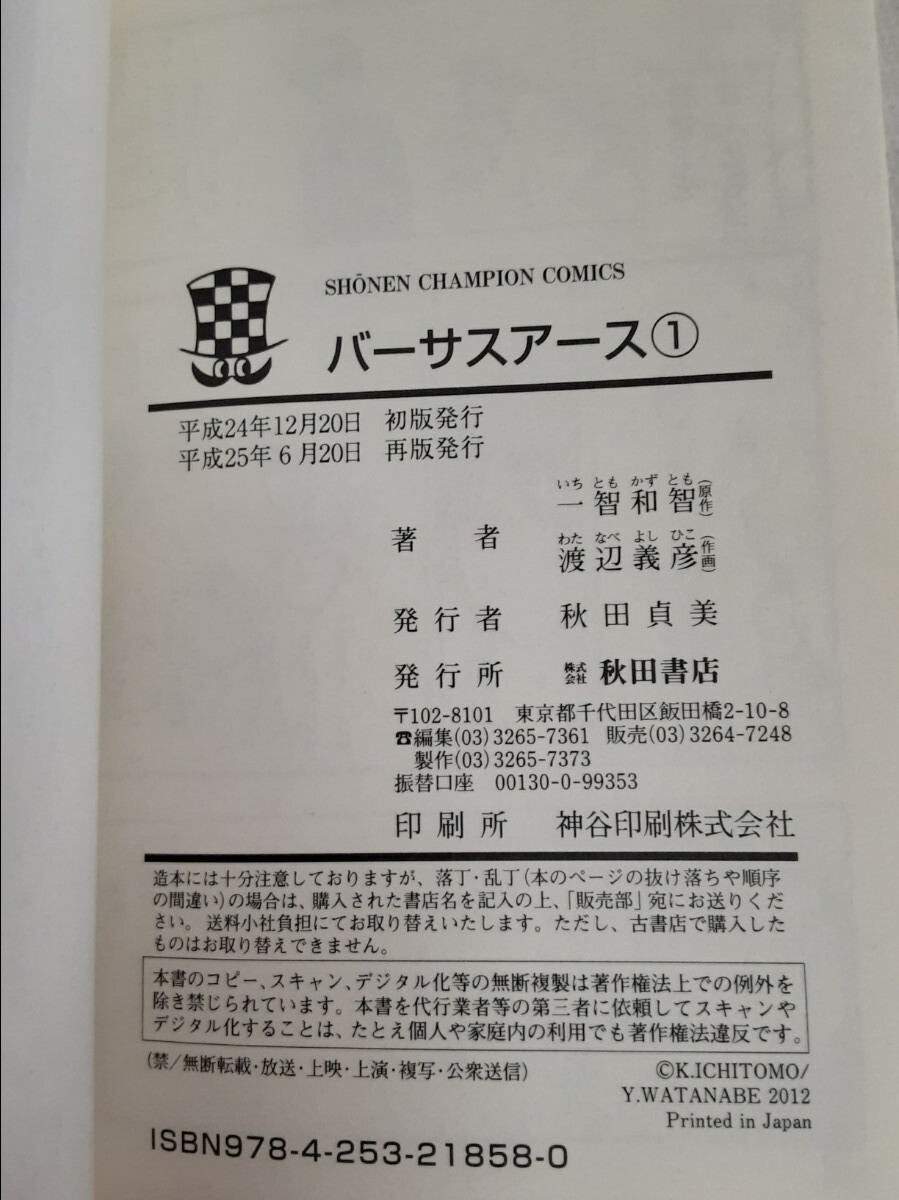 SHŌNEN CHAMPION COMICS
バーサスアース①
平成24年12月20日 初版発行
平成25年6月20日 再版発行
いち とも かず とも
著者 一智和智(原作)
わた なべ よし ひこ
渡辺義彦(作画)
発行者 秋田貞美
発行所 株式会社 秋田書店
〒102-8101 東京都千代田区飯田橋2-10-8
☎編集(03)3265-7361 販売(03)3264-7248
製作(03)3265-7373
振替口座 00130-0-99353
印刷所 神谷印刷株式会社
造本には十分注意しておりますが、落丁・乱丁(本のページの抜け落ちや順序
の間違い)の場合は、購入された書店名を記入の上、「販売部」宛にお送りくだ
さい。送料小社負担にてお取り替えいたします。ただし、古書店で購入した
ものはお取り替えできません。
本書のコピー、スキャン、デジタル化等の無断複製は著作権法上での例外を
除き禁じられています。本書を代行業者等の第三者に依頼してスキャンや
デジタル化することは、たとえ個人や家庭内の利用でも著作権法違反です。
(禁/無断転載・放送・上映・上演・複写・公衆送信)
©K.ICHITOMO/
Y.WATANABE 2012
Printed in Japan
ISBN978-4-253-21858-0